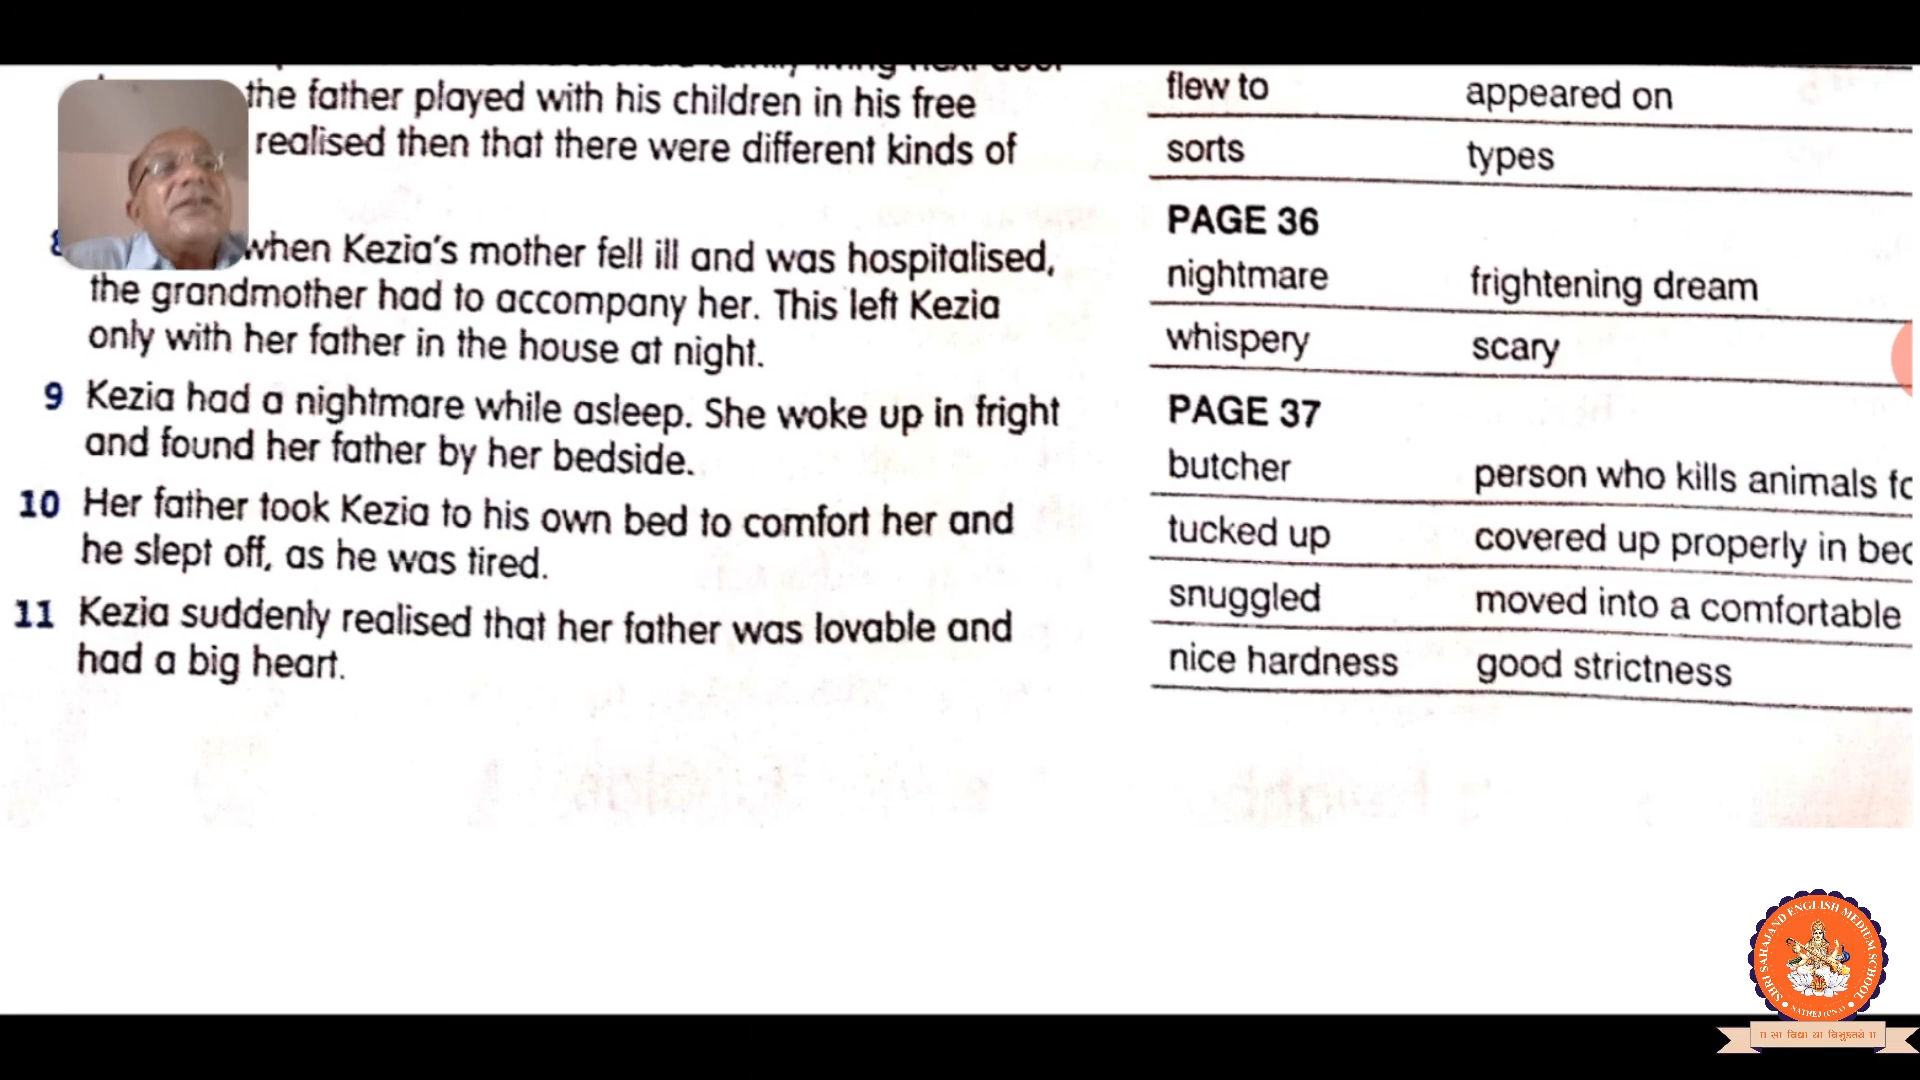 the father played with his children in his free
realised then that there were different kinds of
when Kezia's mother fell ill and was hospitalised,
the grandmother had to accompany her. This left Kezia
only with her father in the house at night.
9 Kezia had a nightmare while asleep. She woke up in fright
and found her father by her bedside.
10 Her father took Kezia to his own bed to comfort her and
he slept off, as he was tired.
11 Kezia suddenly realised that her father was lovable and
had a big heart.
flew to appeared on
sorts types
PAGE 36
nightmare frightening dream
whispery scary
PAGE 37
butcher person who kills animals
tucked up covered up properly in
snuggled moved into a comfortable
nice hardness good strictness
SHRI SAHAJANAND ENGLISH MEDIUM SCHOOL
॥ सा विद्या या विमुक्तये ॥